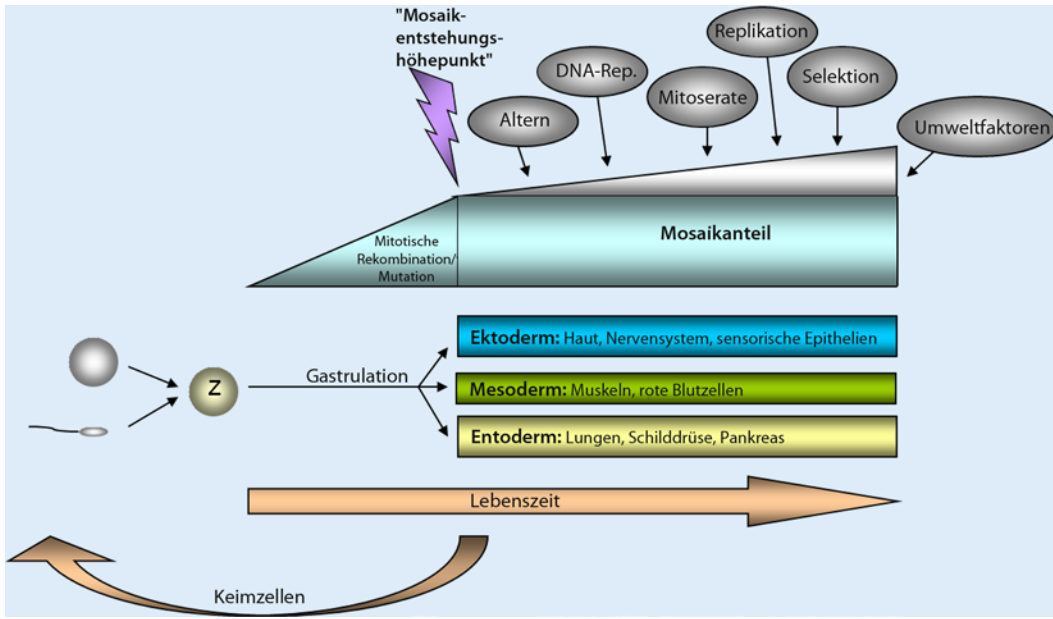 "Mosaik-
entstehungs-
höhepunkt"
Altern
DNA-Rep.
Mitoserate
Replikation
Selektion
Umweltfaktoren
Mitotische
Rekombination/
Mutation
Mosaikanteil
Ektoderm: Haut, Nervensystem, sensorische Epithelien
Z
Gastrulation
Mesoderm: Muskeln, rote Blutzellen
Entoderm: Lungen, Schilddrüse, Pankreas
Lebenszeit
Keimzellen